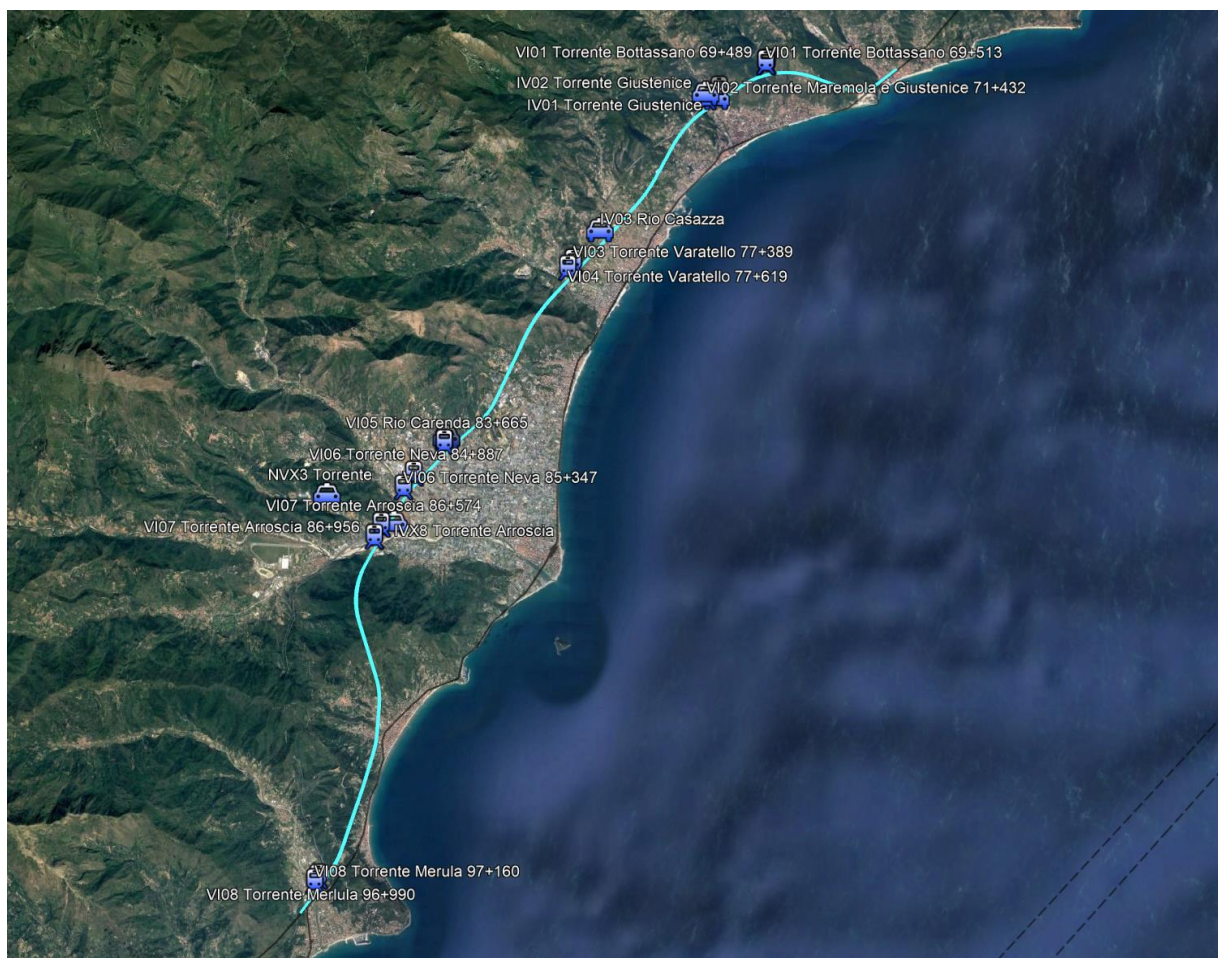 VI01 Torrente Bottassano 69+489
VI01 Torrente Bottassano 69+513
IV02 Torrente Giustenice
VI02 Torrente Maremola e Giustenice 71+432
IV01 Torrente Giustenice
IV03 Rio Casazza
VI03 Torrente Varatello 77+389
VI04 Torrente Varatello 77+619
VI05 Rio Carenda 83+665
VI06 Torrente Neva 84+887
NVX3 Torrente
VI06 Torrente Neva 85+347
VI07 Torrente Arroscia 86+574
VI07 Torrente Arroscia 86+956
IVX8 Torrente Arroscia
VI08 Torrente Merula 97+160
VI08 Torrente Merlula 96+990